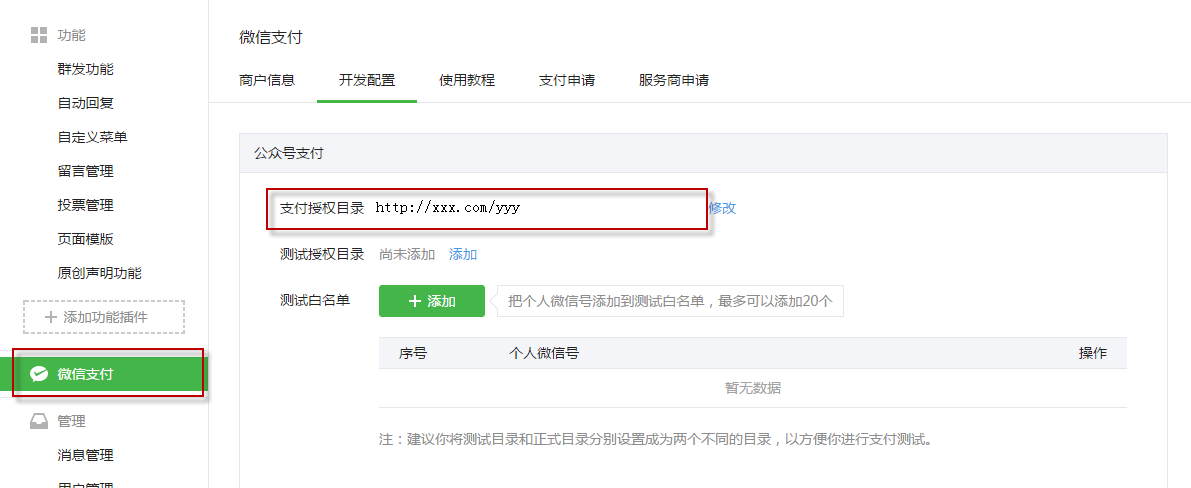 功能
群发功能
自动回复
自定义菜单
留言管理
投票管理
页面模版
原创声明功能
添加功能插件
微信支付
管理
消息管理
用户管理
微信支付
商户信息 开发配置 使用教程 支付申请 服务商申请
公众号支付
支付授权目录 http://xxx.com/yyy 修改
测试授权目录 尚未添加 添加
测试白名单 添加 把个人微信号添加到测试白名单，最多可以添加20个
序号 个人微信号 操作
暂无数据
注：建议你将测试目录和正式目录分别设置成为两个不同的目录，以方便你进行支付测试。